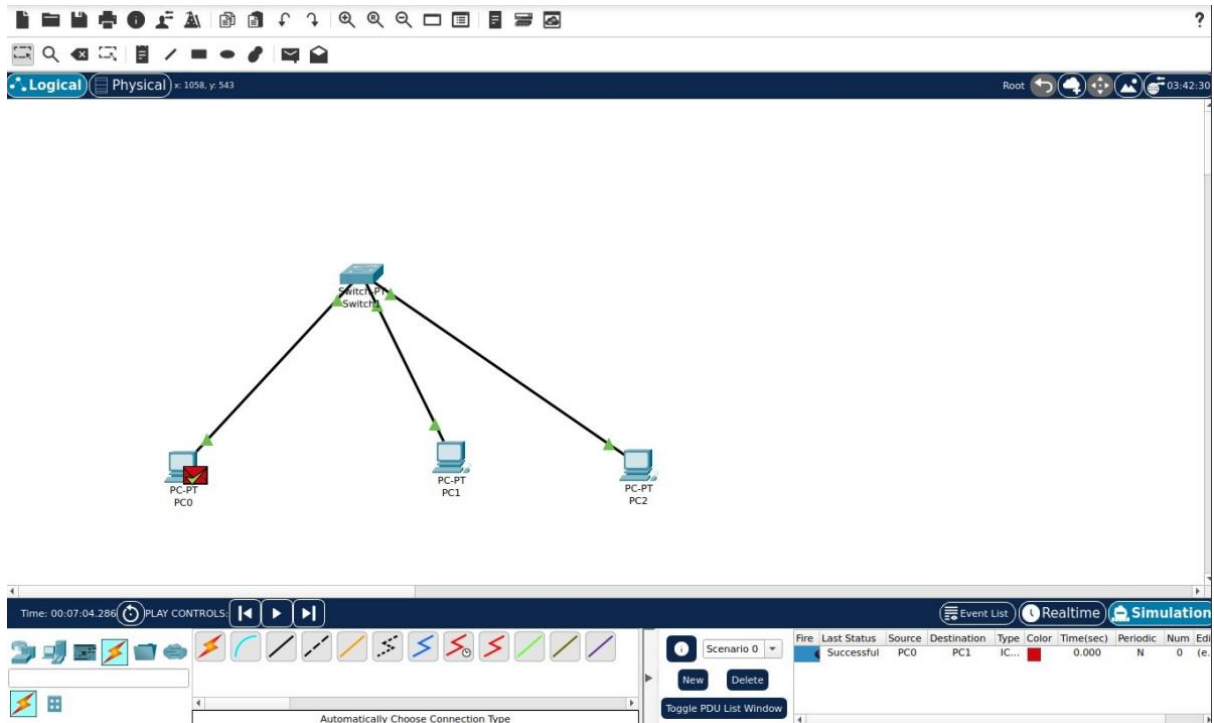 ?
Logical Physical x: 1058, y: 543 Root 03:42:30
Switch-PT
Switch1
PC-PT
PC0
PC-PT
PC1
PC-PT
PC2
Time: 00:07:04.286 PLAY CONTROLS: Event List Realtime Simulation
Scenario 0
New Delete
Toggle PDU List Window
Fire Last Status Source Destination Type Color Time(sec) Periodic Num Edi
Successful PC0 PC1 IC... 0.000 N 0 (e.
Automatically Choose Connection Type